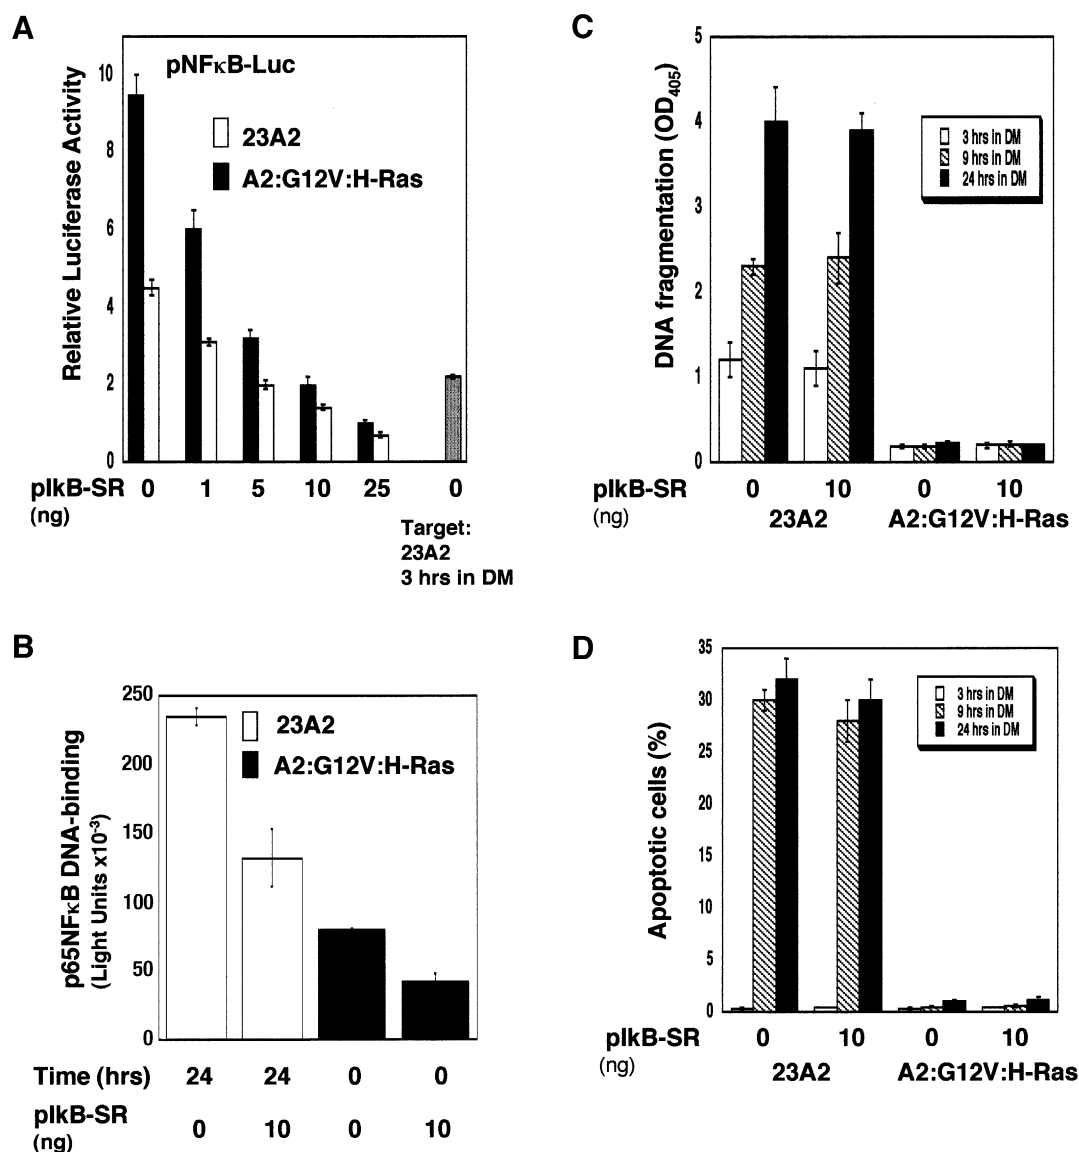 A
pNFκB-Luc
23A2
A2:G12V:H-Ras
Relative Luciferase Activity
10
8
6
4
2
0
pIkB-SR 0 1 5 10 25 0
(ng)
Target:
23A2
3 hrs in DM
C
5
4
3
2
1
0
DNA fragmentation (OD405)
3 hrs in DM
9 hrs in DM
24 hrs in DM
pIkB-SR 0 10 0 10
(ng)
23A2 A2:G12V:H-Ras
B
250
200
150
100
50
0
p65NFκB DNA-binding
(Light Units x10-3)
23A2
A2:G12V:H-Ras
Time (hrs) 24 24 0 0
pIkB-SR
(ng) 0 10 0 10
D
35
30
25
20
15
10
5
0
Apoptotic cells (%)
3 hrs in DM
9 hrs in DM
24 hrs in DM
pIkB-SR 0 10 0 10
(ng)
23A2 A2:G12V:H-Ras